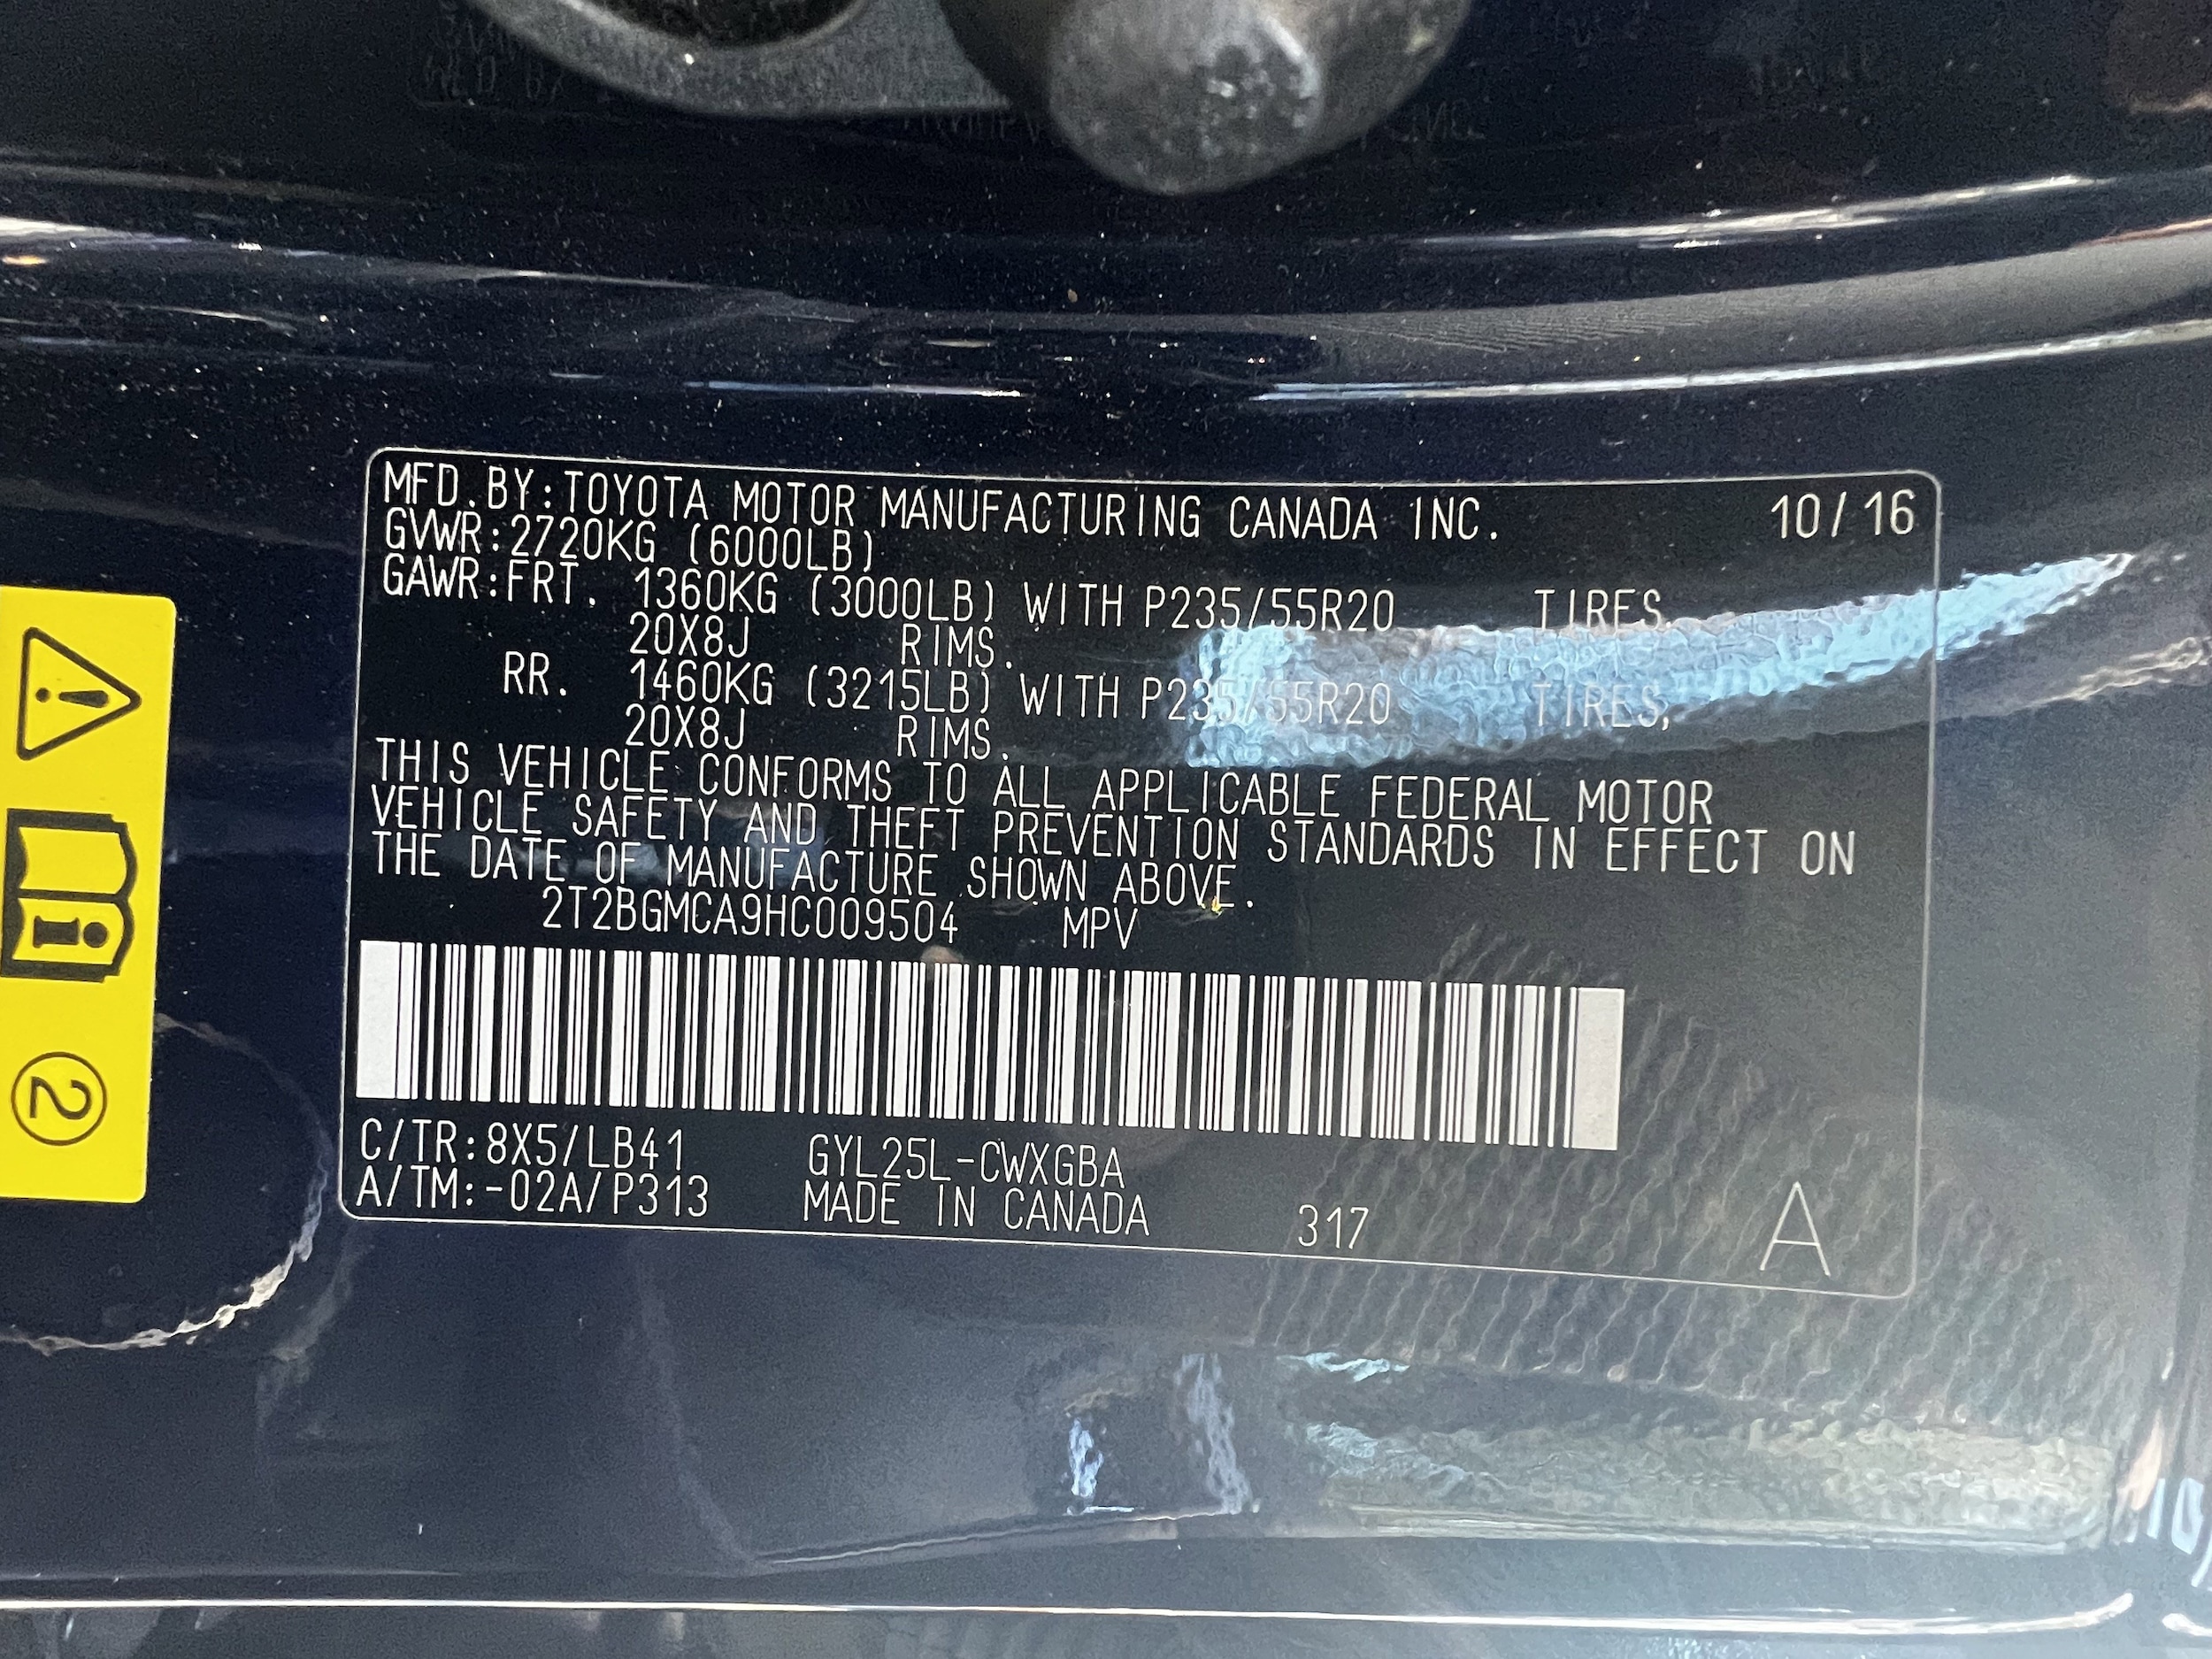 MFD.BY:TOYOTA MOTOR MANUFACTURING CANADA INC. 10/16
GVWR:2720KG (6000LB)
GAWR:FRT. 1360KG (3000LB) WITH P235/55R20 TIRES,
20X8J RIMS.
RR. 1460KG (3215LB) WITH P235/55R20 TIRES,
20X8J RIMS.
THIS VEHICLE CONFORMS TO ALL APPLICABLE FEDERAL MOTOR
VEHICLE SAFETY AND THEFT PREVENTION STANDARDS IN EFFECT ON
THE DATE OF MANUFACTURE SHOWN ABOVE.
2T2BGMCA9HC009504 MPV
C/TR:8X5/LB41 GYL25L-CWXGBA
A/TM:-02A/P313 MADE IN CANADA 317 A
2